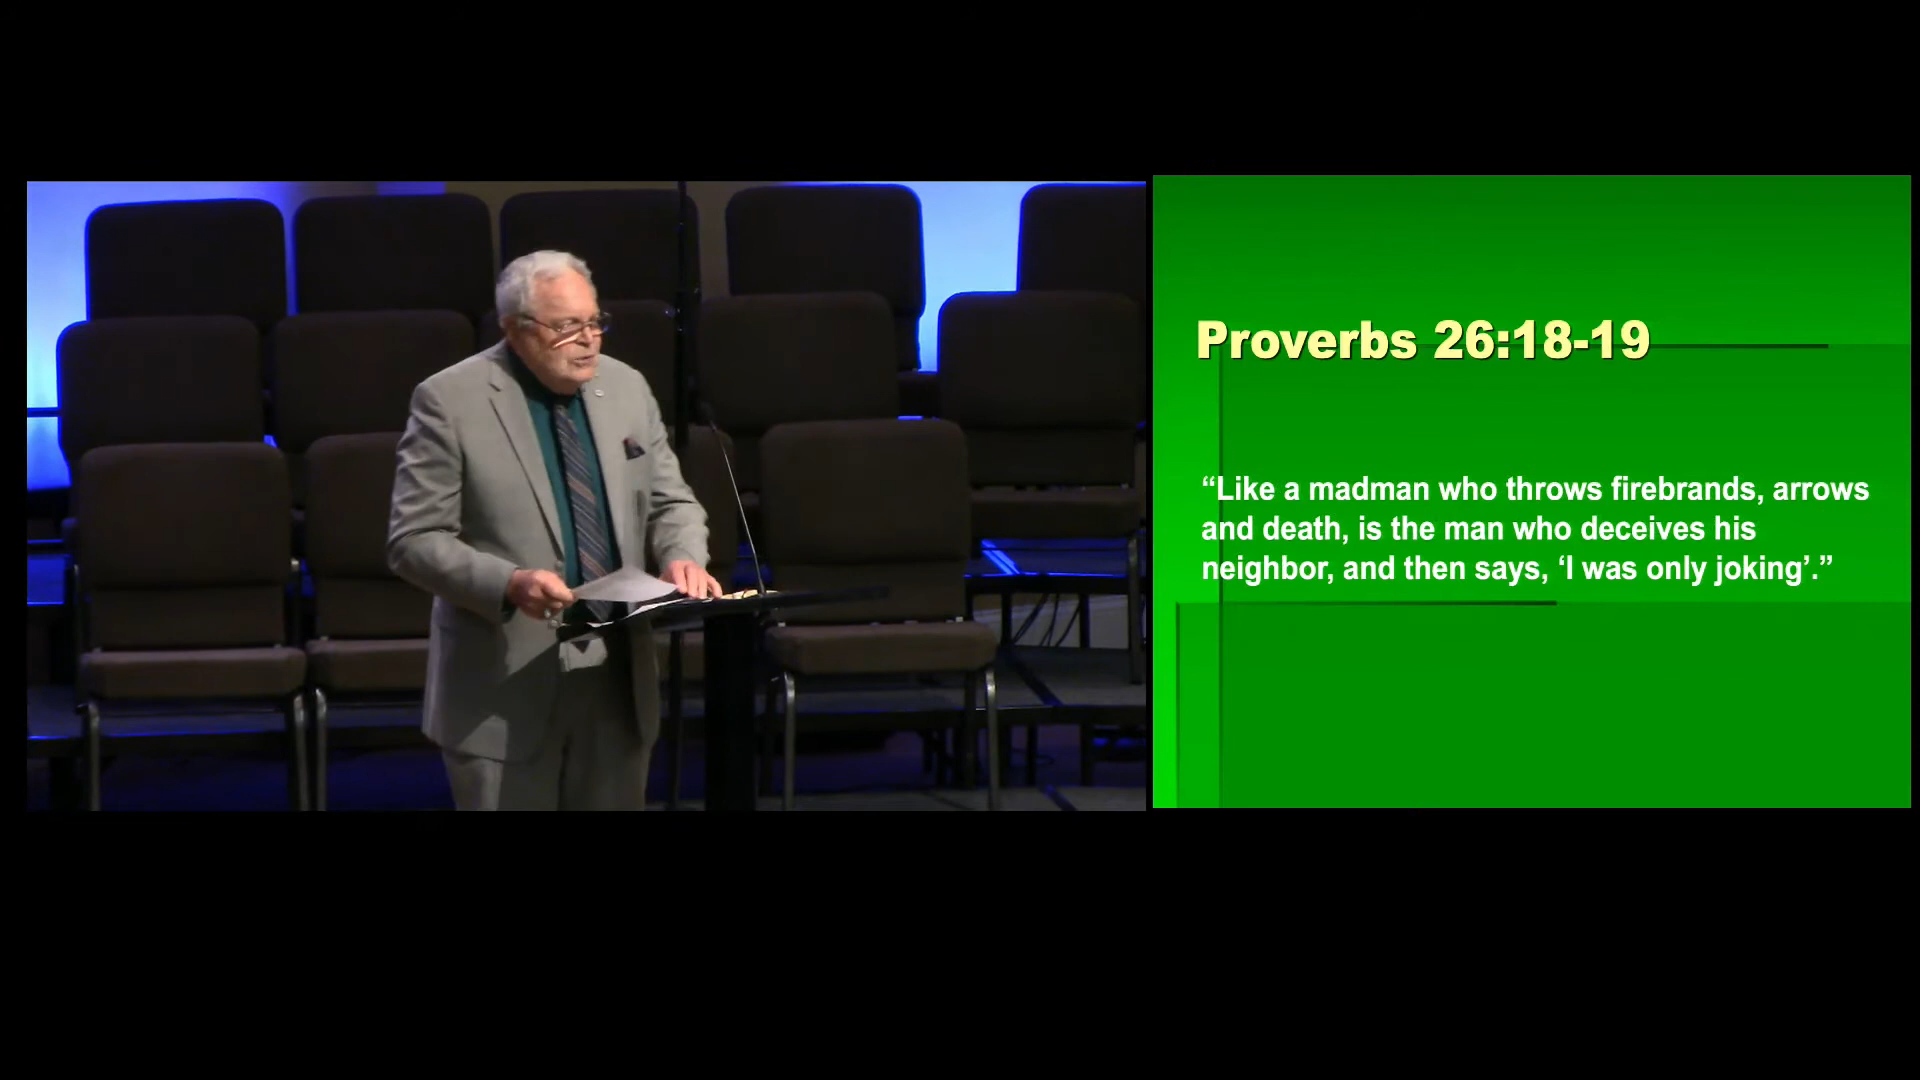 Proverbs 26:18-19
“Like a madman who throws firebrands, arrows
and death, is the man who deceives his
neighbor, and then says, ‘I was only joking’.”